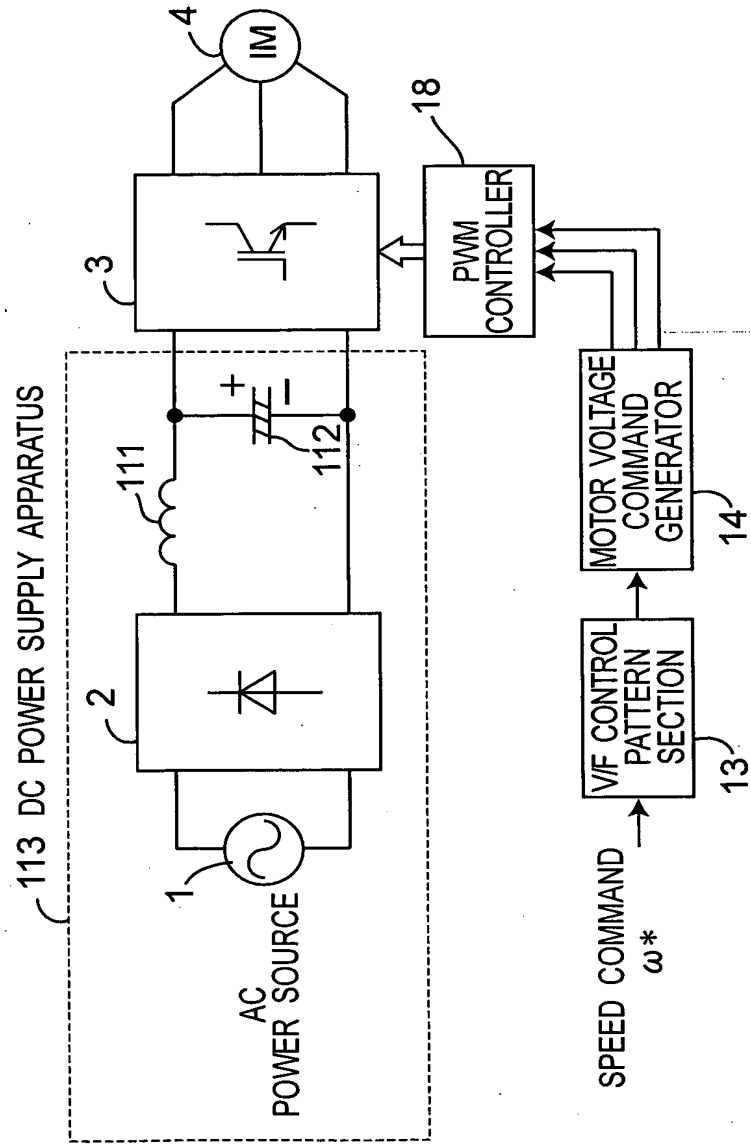 113 DC POWER SUPPLY APPARATUS
111
+
−
112
2
1
AC
POWER SOURCE
3
4
IM
18
PWM
CONTROLLER
SPEED COMMAND
ω*
V/F CONTROL
PATTERN
SECTION
13
MOTOR VOLTAGE
COMMAND
GENERATOR
14